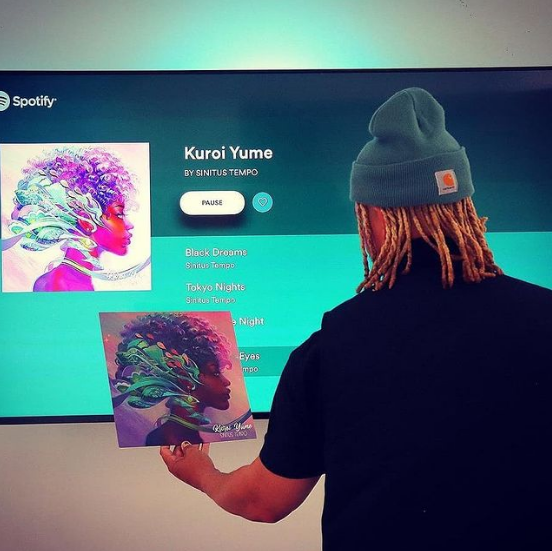 Spotify
Kuroi Yume
BY SINITUS TEMPO
PAUSE
Black Dreams
Sinitus Tempo
Tokyo Nights
Sinitus Tempo
Night
Eyes
Kuroi Yume
SINITUS TEMPO
carhartt